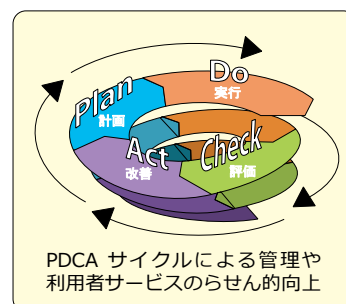 Plan
計画
Do
実行
Check
評価
Act
改善
PDCA サイクルによる管理や
利用者サービスのらせん的向上